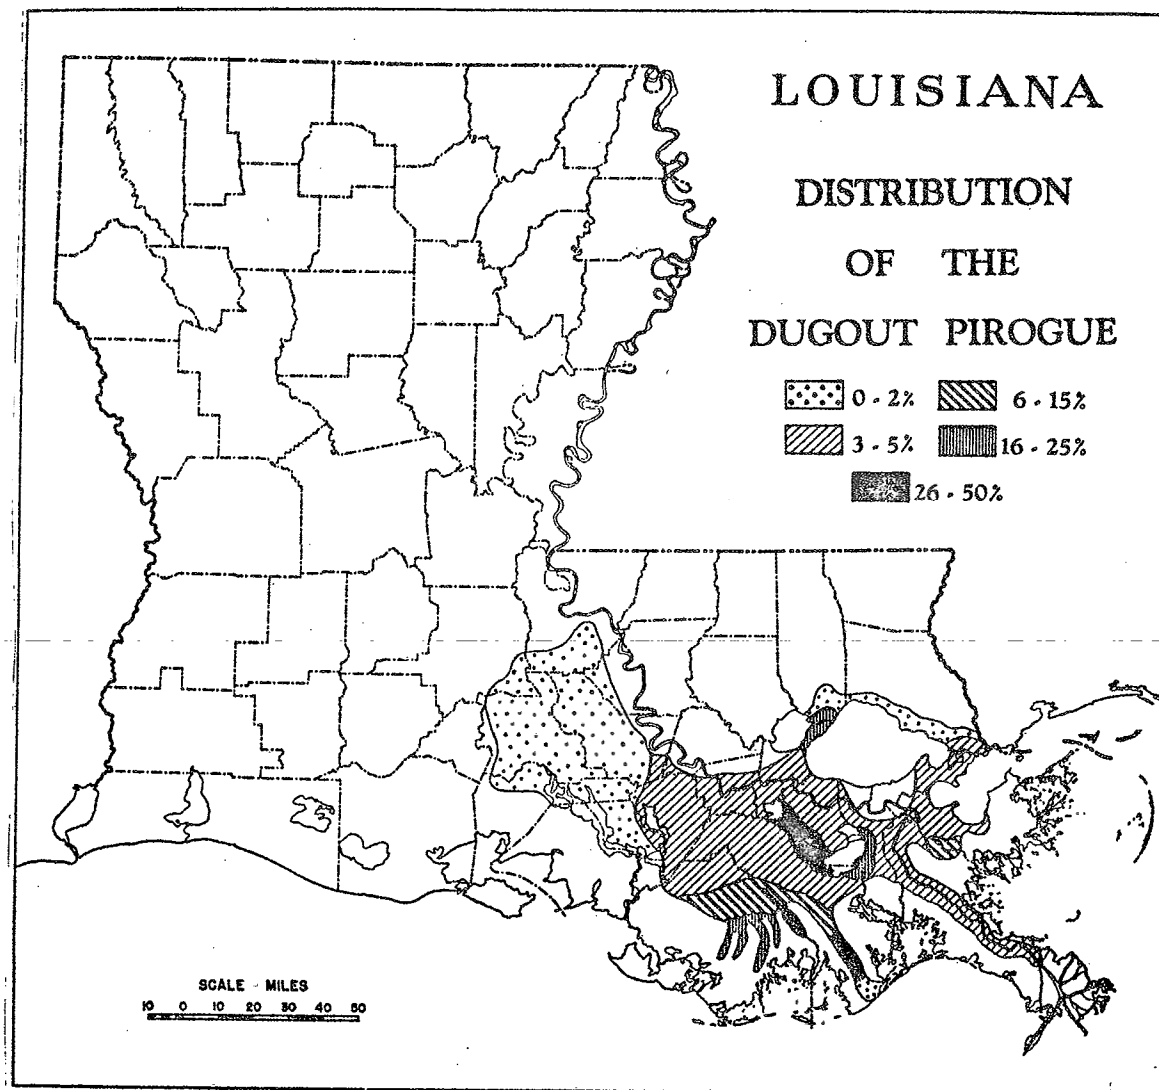 LOUISIANA
DISTRIBUTION
OF THE
DUGOUT PIROGUE
0 - 2% 6 - 15%
3 - 5% 16 - 25%
26 - 50%
SCALE - MILES
10 0 10 20 30 40 50